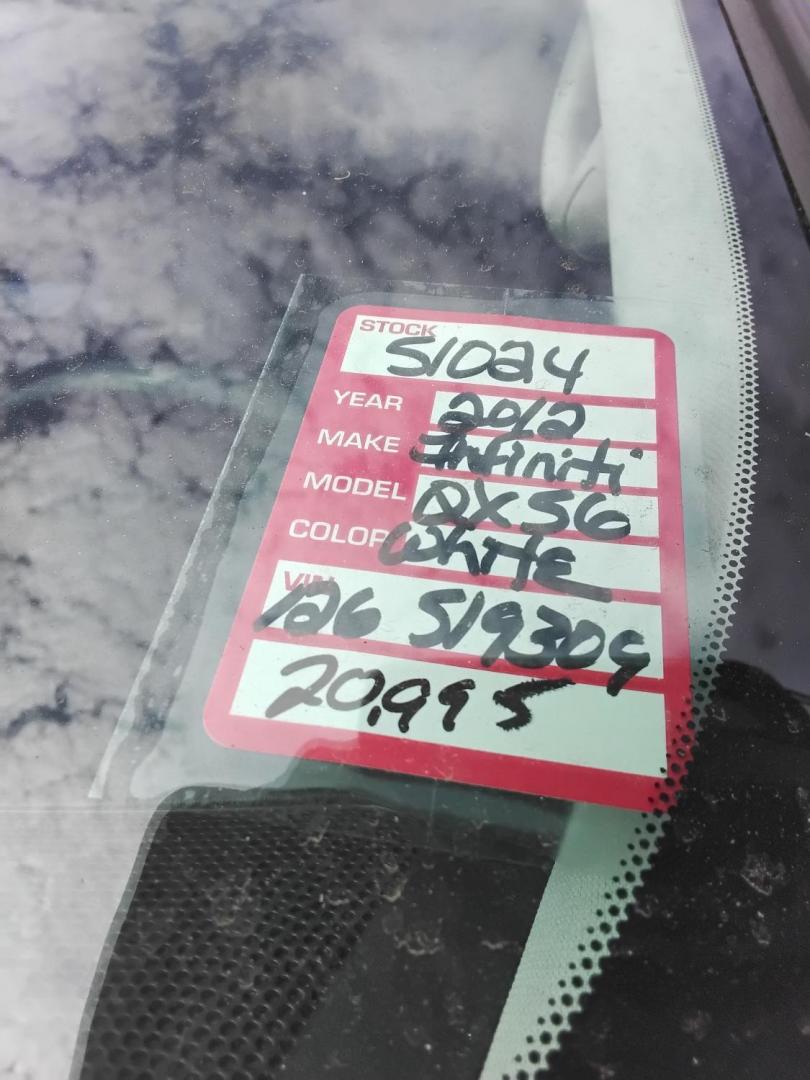 STOCK
S1024
YEAR 2012
MAKE Infiniti
MODEL QX56
COLOR White
VIN
126 519309
20,995